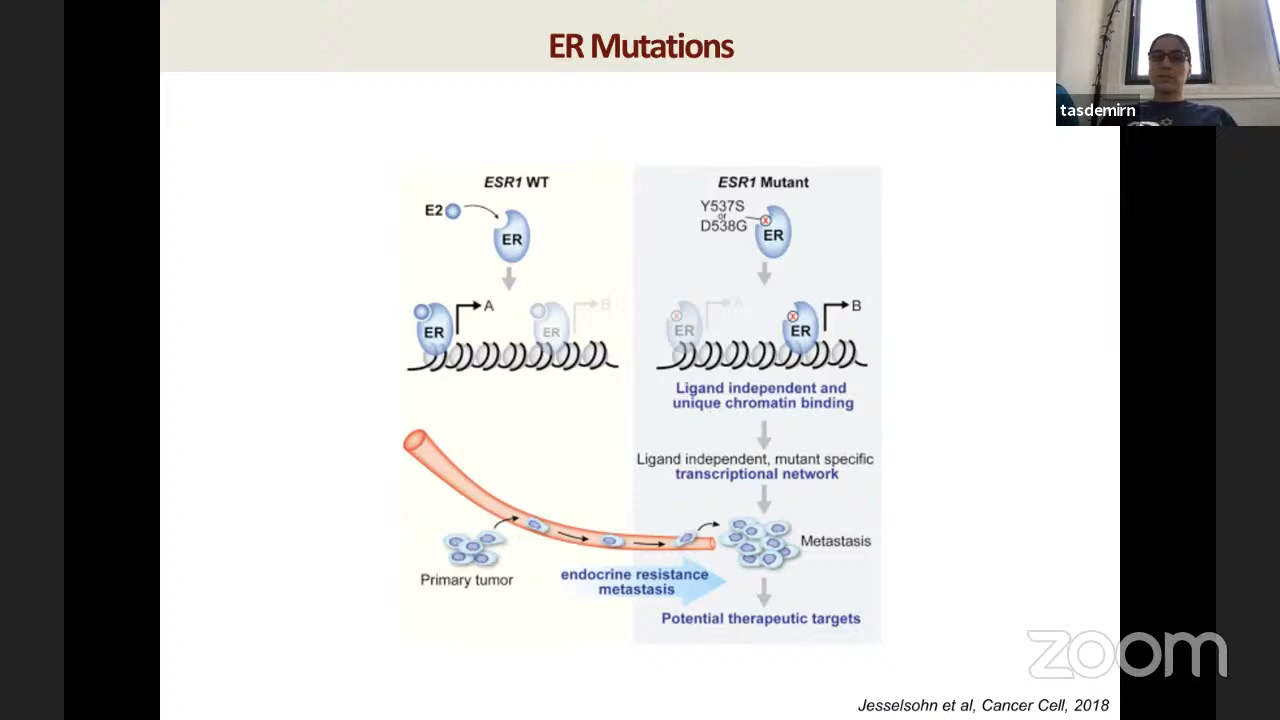 ER Mutations
tasdemirn
ESR1 WT
E2
ER
ER
A
ER
B
ESR1 Mutant
Y537S
or
D538G
x
ER
x
ER
A
x
ER
B
Ligand independent and
unique chromatin binding
Ligand independent, mutant specific
transcriptional network
Primary tumor
endocrine resistance
metastasis
Metastasis
Potential therapeutic targets
zoom
Jesselsohn et al, Cancer Cell, 2018